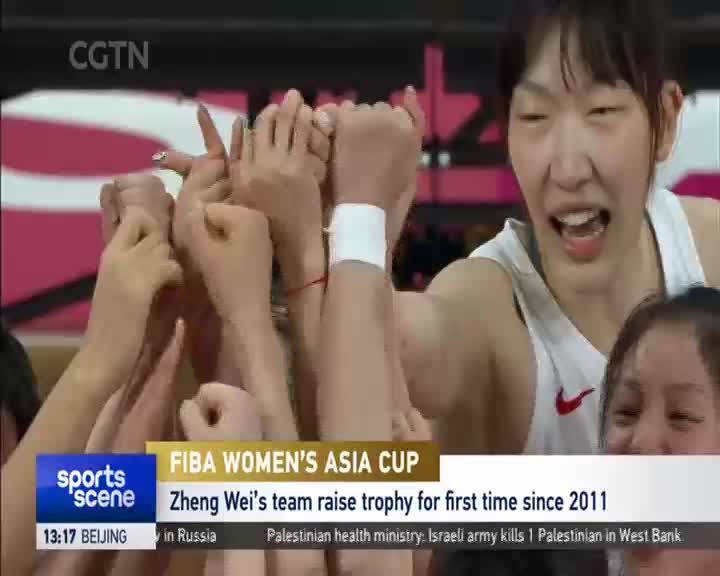 CGTN
FIBA WOMEN'S ASIA CUP
sports scene
Zheng Wei's team raise trophy for first time since 2011
13:17 BEIJING
y in Russia Palestinian health ministry: Israeli army kills 1 Palestinian in West Bank